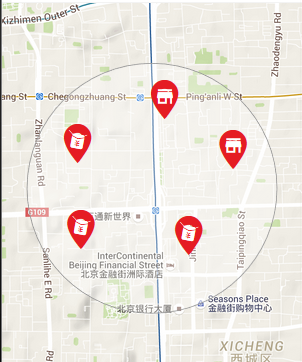 Xizhimen Outer St
Zhaodengyu Rd
ang St
Chegongzhuang St
Ping'anli W St
Zhanlanguan Rd
G109
通新世界
Taipingqiao St
InterContinental
Beijing Financial Street
北京金融街洲际酒店
Sanlihe E Rd
Seasons Place
金融街购物中心
北京银行大厦
XICHENG
西城区